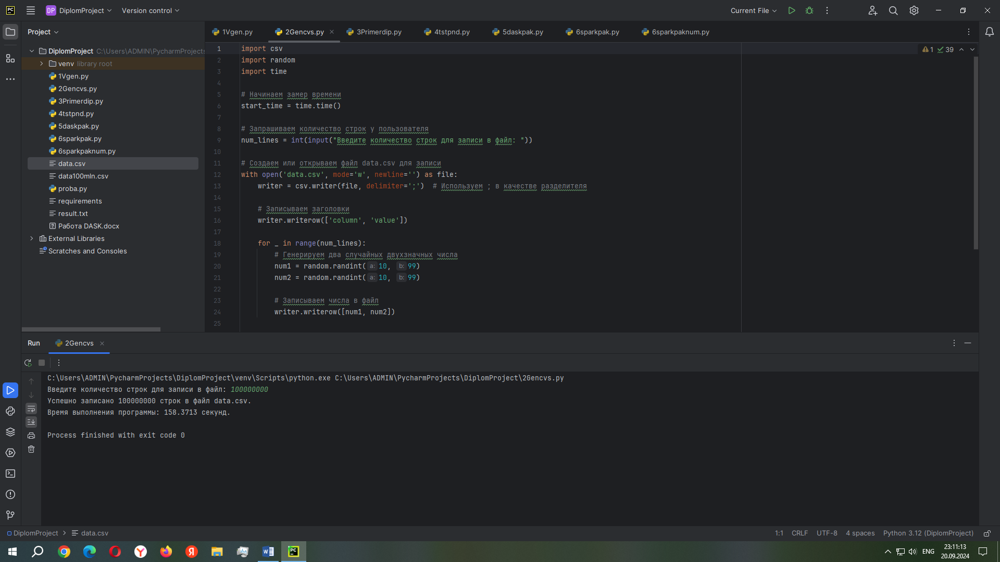 PC DP DiplomProject Version control Current File
Project
1Vgen.py 2Gencvs.py 3Primerdip.py 4tstpnd.py 5daskpak.py 6sparkpak.py 6sparkpaknum.py
DiplomProject C:\Users\ADMIN\PycharmProjects
venv library root
1Vgen.py
2Gencvs.py
3Primerdip.py
4tstpnd.py
5daskpak.py
6sparkpak.py
6sparkpaknum.py
data.csv
data100mln.csv
proba.py
requirements
result.txt
Работа DASK.docx
External Libraries
Scratches and Consoles
1 import csv
2 import random
3 import time
4
5 # Начинаем замер времени
6 start_time = time.time()
7
8 # Запрашиваем количество строк у пользователя
9 num_lines = int(input("Введите количество строк для записи в файл: "))
10
11 # Создаем или открываем файл data.csv для записи
12 with open('data.csv', mode='w', newline='') as file:
13 writer = csv.writer(file, delimiter=';') # Используем ; в качестве разделителя
14
15 # Записываем заголовки
16 writer.writerow(['column', 'value'])
17
18 for _ in range(num_lines):
19 # Генерируем два случайных двухзначных числа
20 num1 = random.randint( a: 10, b: 99)
21 num2 = random.randint( a: 10, b: 99)
22
23 # Записываем числа в файл
24 writer.writerow([num1, num2])
25
1 39
Run 2Gencvs
C:\Users\ADMIN\PycharmProjects\DiplomProject\venv\Scripts\python.exe C:\Users\ADMIN\PycharmProjects\DiplomProject\2Gencvs.py
Введите количество строк для записи в файл: 100000000
Успешно записано 100000000 строк в файл data.csv.
Время выполнения программы: 158.3713 секунд.
Process finished with exit code 0
DiplomProject data.csv 1:1 CRLF UTF-8 4 spaces Python 3.12 (DiplomProject)
ENG 23:11:13
20.09.2024